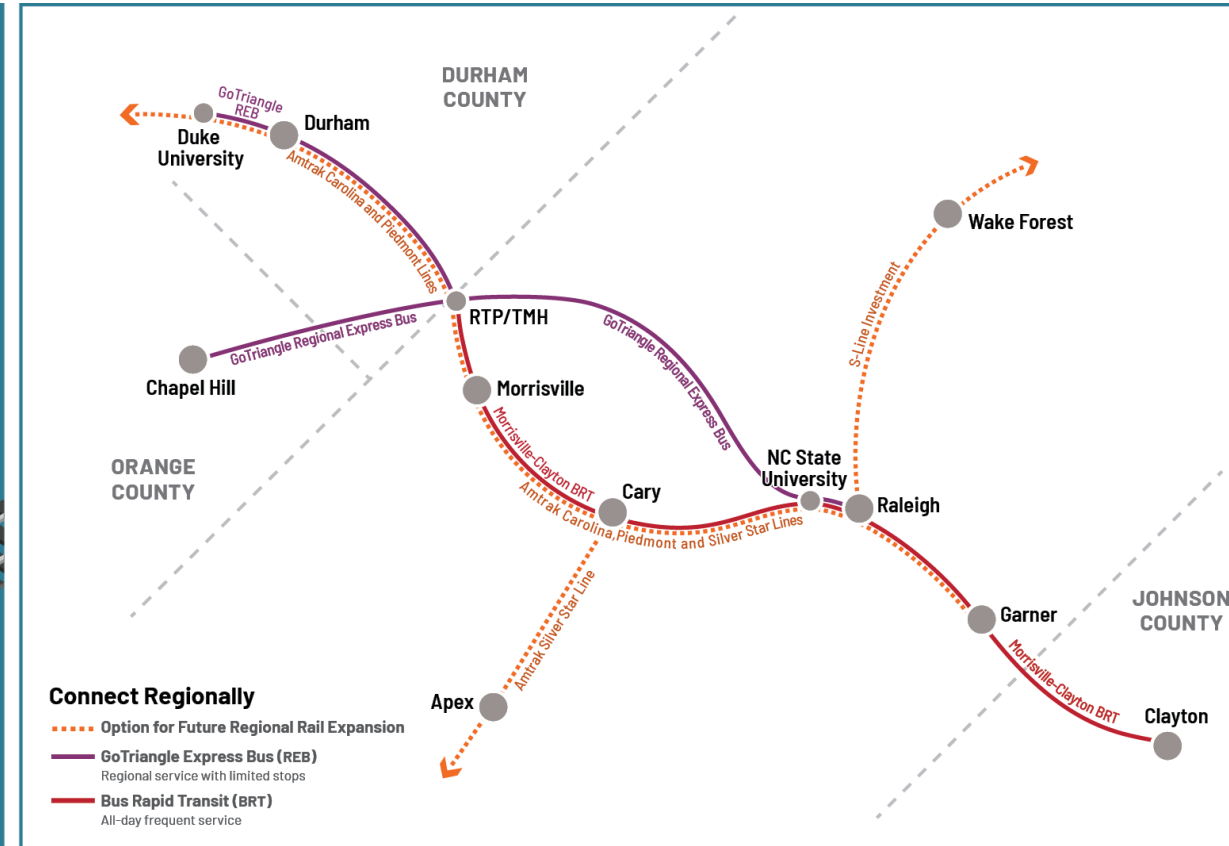 DURHAM
COUNTY
GoTriangle
REB
Durham
Duke
University
Amtrak Carolina and Piedmont Lines
Wake Forest
S-Line Investment
RTP/TMH
GoTriangle Regional Express Bus
GoTriangle Regional Express Bus
Chapel Hill
Morrisville
Morrisville-Clayton BRT
ORANGE
COUNTY
NC State
University
Cary
Raleigh
Amtrak Carolina, Piedmont and Silver Star Lines
Amtrak Silver Star Line
Garner
JOHNSON
COUNTY
Morrisville-Clayton BRT
Apex
Clayton
Connect Regionally
Option for Future Regional Rail Expansion
GoTriangle Express Bus (REB)
Regional service with limited stops
Bus Rapid Transit (BRT)
All-day frequent service